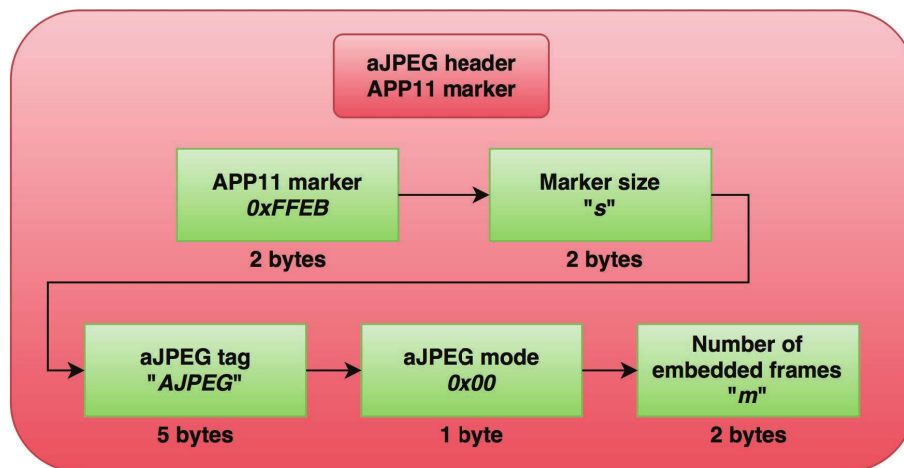 aJPEG header
APP11 marker
APP11 marker
0xFFEB
2 bytes
Marker size
"s"
2 bytes
aJPEG tag
"AJPEG"
5 bytes
aJPEG mode
0x00
1 byte
Number of
embedded frames
"m"
2 bytes